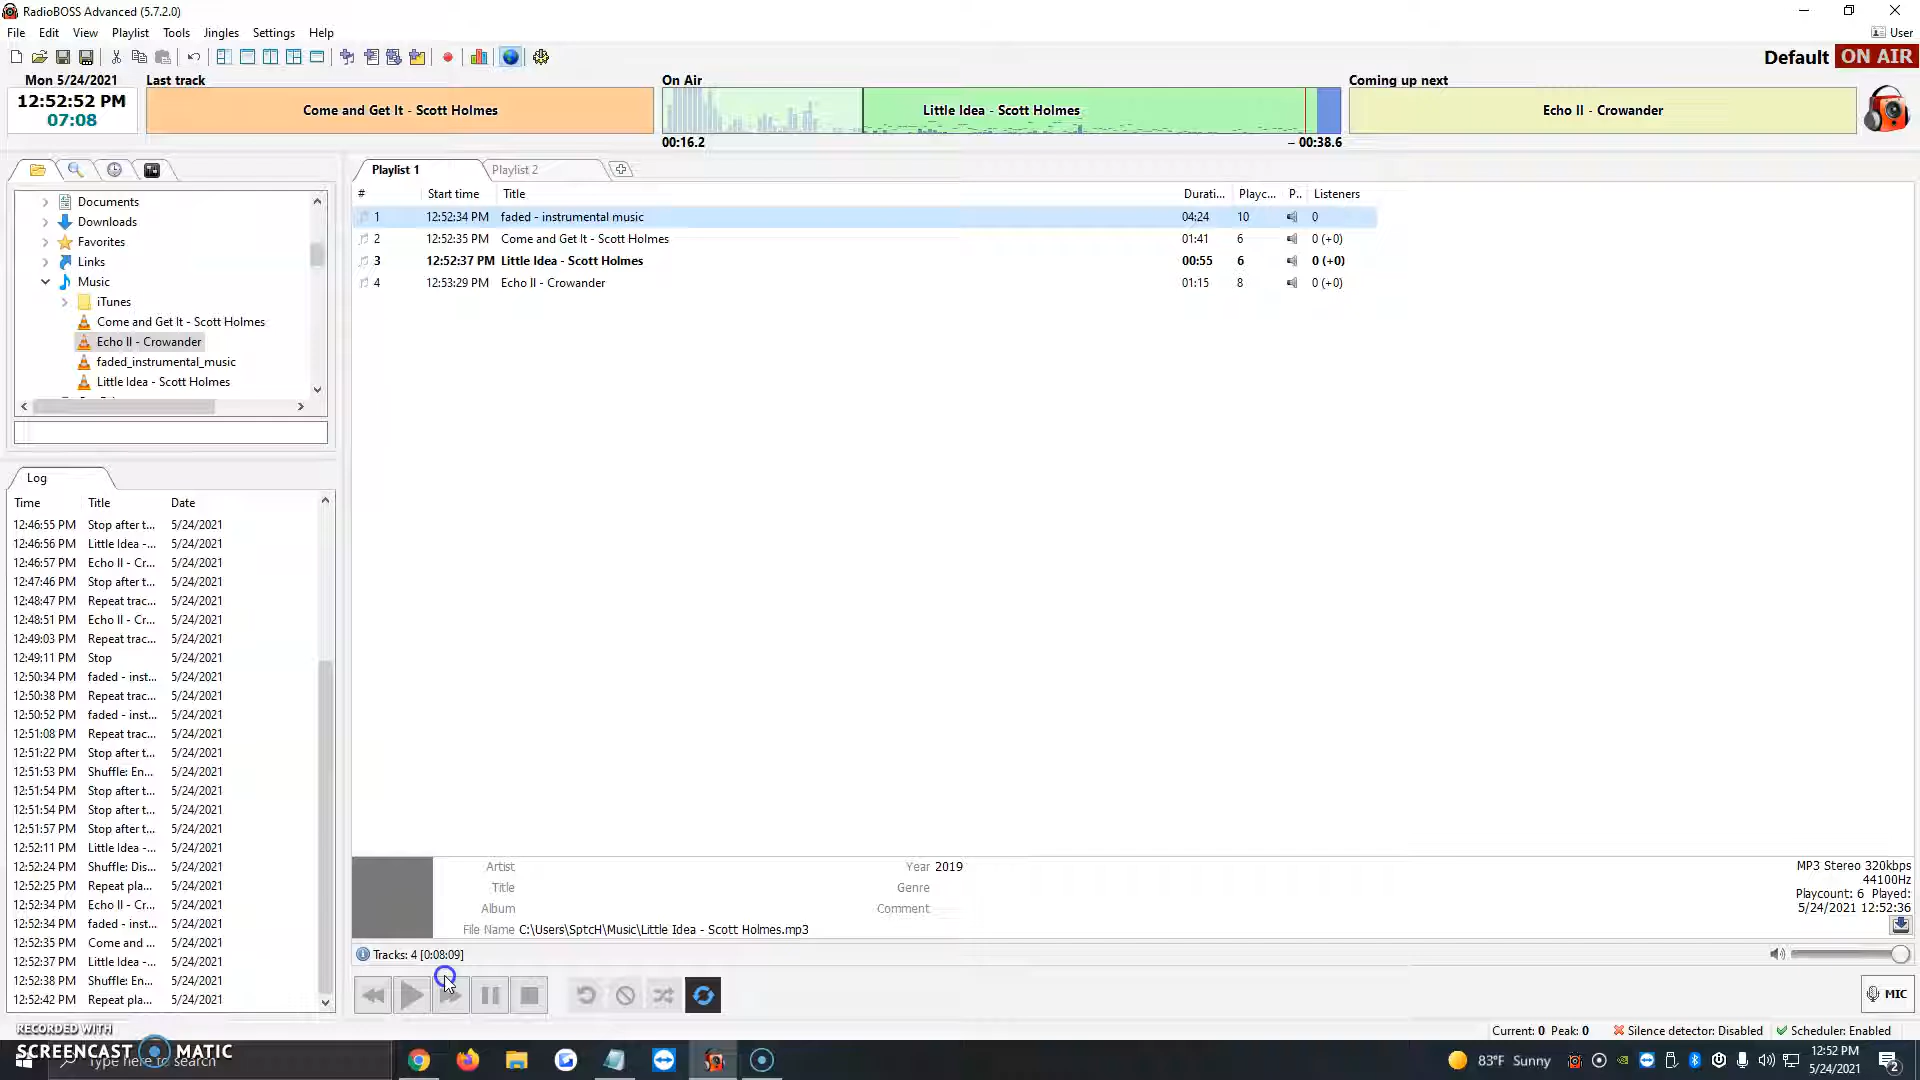 RadioBOSS Advanced (5.7.2.0)
File Edit View Playlist Tools Jingles Settings Help
User
Default ON AIR
Mon 5/24/2021
12:52:52 PM
07:08
Last track
Come and Get It - Scott Holmes
On Air
Little Idea - Scott Holmes
00:16.2
– 00:38.6
Coming up next
Echo II - Crowander
Documents
Downloads
Favorites
Links
Music
iTunes
Come and Get It - Scott Holmes
Echo II - Crowander
faded_instrumental_music
Little Idea - Scott Holmes
Log
Time Title Date
12:46:55 PM Stop after t... 5/24/2021
12:46:56 PM Little Idea -... 5/24/2021
12:46:57 PM Echo II - Cr... 5/24/2021
12:47:46 PM Stop after t... 5/24/2021
12:48:47 PM Repeat trac... 5/24/2021
12:48:51 PM Echo II - Cr... 5/24/2021
12:49:03 PM Repeat trac... 5/24/2021
12:49:11 PM Stop 5/24/2021
12:50:34 PM faded - inst... 5/24/2021
12:50:38 PM Repeat trac... 5/24/2021
12:50:52 PM faded - inst... 5/24/2021
12:51:08 PM Repeat trac... 5/24/2021
12:51:22 PM Stop after t... 5/24/2021
12:51:53 PM Shuffle: En... 5/24/2021
12:51:54 PM Stop after t... 5/24/2021
12:51:54 PM Stop after t... 5/24/2021
12:51:57 PM Stop after t... 5/24/2021
12:52:11 PM Little Idea -... 5/24/2021
12:52:24 PM Shuffle: Dis... 5/24/2021
12:52:25 PM Repeat pla... 5/24/2021
12:52:34 PM Echo II - Cr... 5/24/2021
12:52:34 PM faded - inst... 5/24/2021
12:52:35 PM Come and ... 5/24/2021
12:52:37 PM Little Idea -... 5/24/2021
12:52:38 PM Shuffle: En... 5/24/2021
12:52:42 PM Repeat pla... 5/24/2021
Playlist 1 Playlist 2
# Start time Title Durati... Playc... P.. Listeners
1 12:52:34 PM faded - instrumental music 04:24 10 0
2 12:52:35 PM Come and Get It - Scott Holmes 01:41 6 0 (+0)
3 12:52:37 PM Little Idea - Scott Holmes 00:55 6 0 (+0)
4 12:53:29 PM Echo II - Crowander 01:15 8 0 (+0)
Artist
Title
Album
File Name C:\Users\SptcH\Music\Little Idea - Scott Holmes.mp3
Year 2019
Genre
Comment
MP3 Stereo 320kbps
44100Hz
Playcount: 6 Played:
5/24/2021 12:52:36
Tracks: 4 [0:08:09]
MIC
Current: 0 Peak: 0 Silence detector: Disabled Scheduler: Enabled
RECORDED WITH
SCREENCAST MATIC
Type here to search
83°F Sunny
12:52 PM
5/24/2021
2